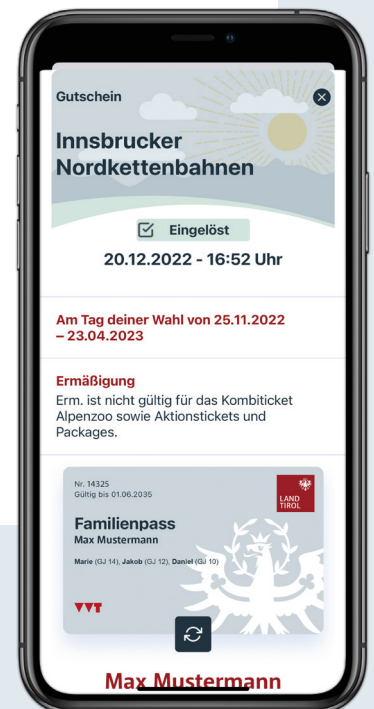 Gutschein
Innsbrucker
Nordkettenbahnen
Eingelöst
20.12.2022 - 16:52 Uhr
Am Tag deiner Wahl von 25.11.2022
– 23.04.2023
Ermäßigung
Erm. ist nicht gültig für das Kombiticket
Alpenzoo sowie Aktionstickets und
Packages.
Nr. 14325
Gültig bis 01.06.2035
LAND
TIROL
Familienpass
Max Mustermann
Marie (GJ 14), Jakob (GJ 12), Daniel (GJ 10)
VVT
Max Mustermann